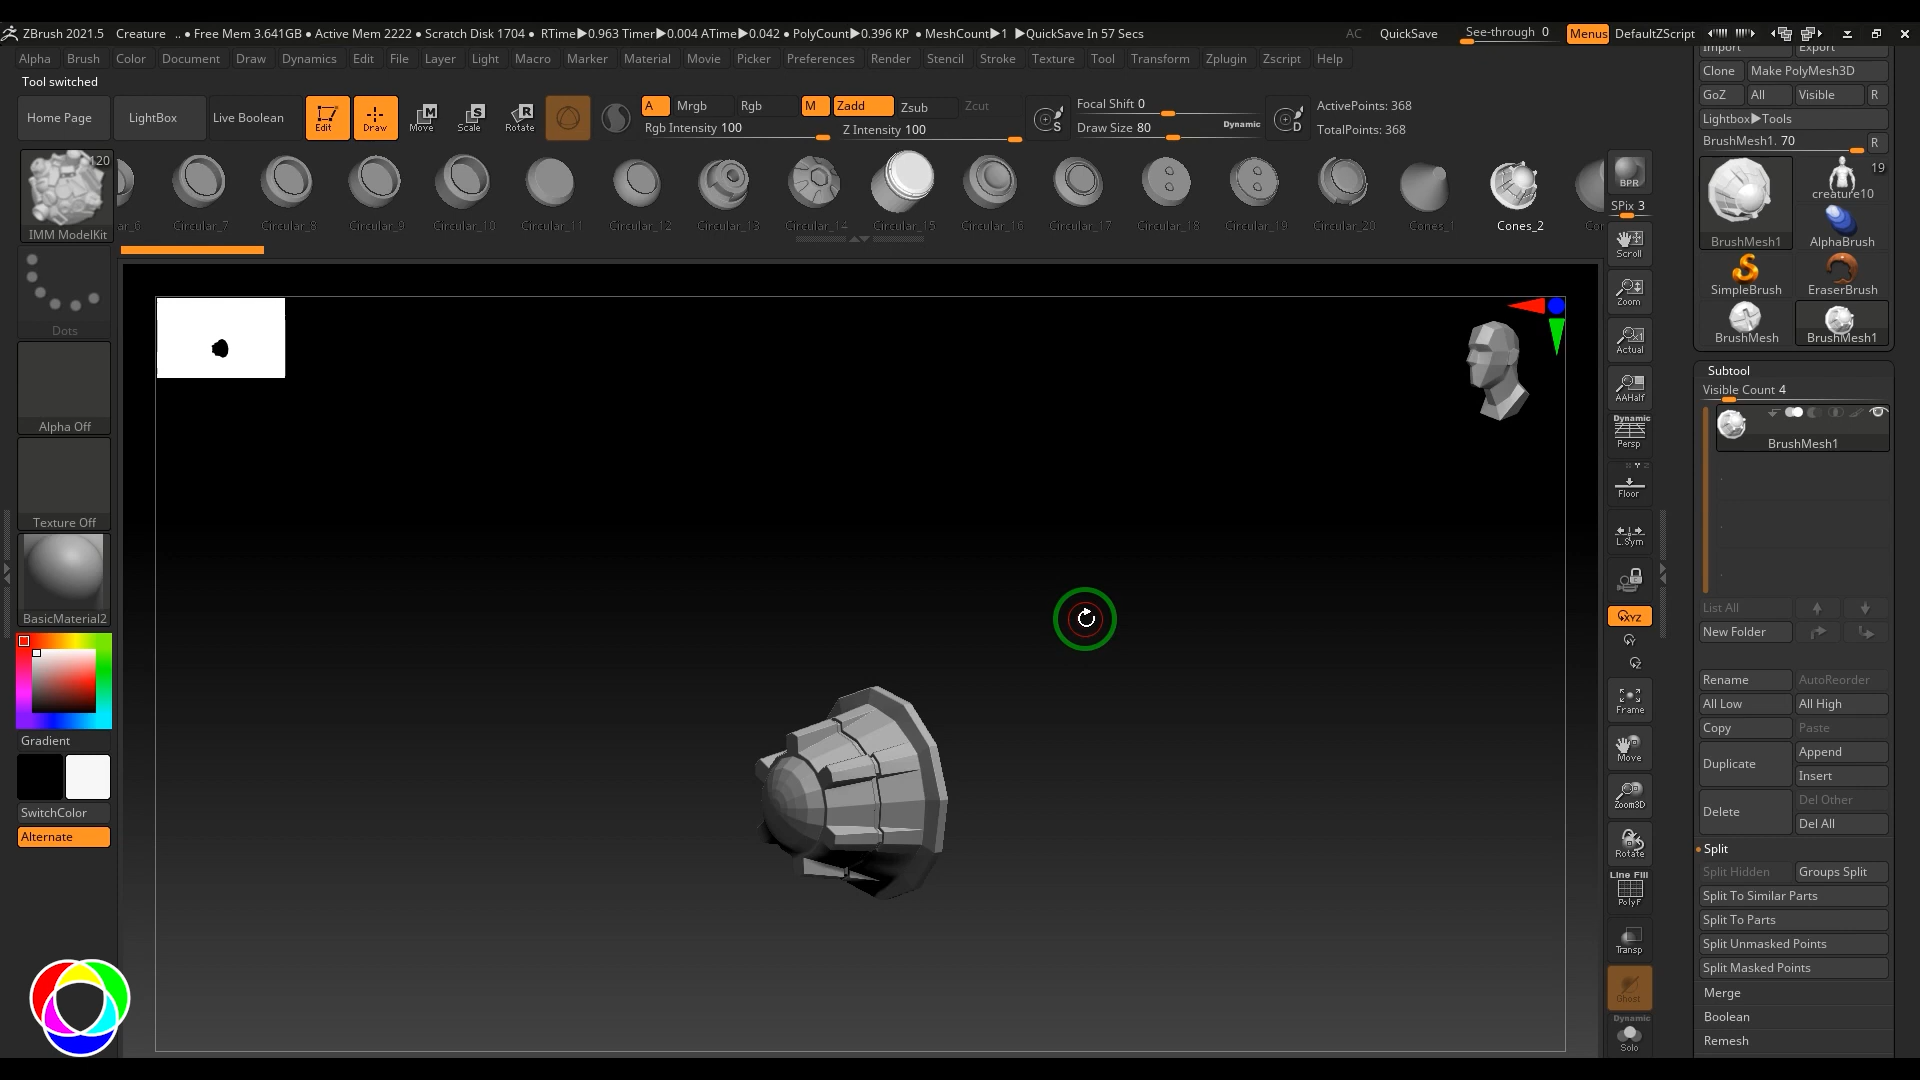 ZBrush 2021.5 Creature .. ● Free Mem 3.641GB ● Active Mem 2222 ● Scratch Disk 1704 ● RTime▶0.963 Timer▶0.004 ATime▶0.042 ● PolyCount▶0.396 KP ● MeshCount▶1 ▶QuickSave In 57 Secs AC QuickSave See-through 0 Menus DefaultZScript
Alpha Brush Color Document Draw Dynamics Edit File Layer Light Macro Marker Material Movie Picker Preferences Render Stencil Stroke Texture Tool Transform Zplugin Zscript Help
Tool switched
Home Page LightBox Live Boolean Edit Draw Move Scale Rotate
A Mrgb Rgb M Zadd Zsub Zcut
Rgb Intensity 100 Z Intensity 100
S
Focal Shift 0
Draw Size 80 Dynamic
D
ActivePoints: 368
TotalPoints: 368
120
IMM ModelKit
ar_6 Circular_7 Circular_8 Circular_9 Circular_10 Circular_11 Circular_12 Circular_13 Circular_14 Circular_15 Circular_16 Circular_17 Circular_18 Circular_19 Circular_20 Cones_1 Cones_2 Co
Dots
Alpha Off
Texture Off
BasicMaterial2
Gradient
SwitchColor
Alternate
BPR
SPix 3
Scroll
Zoom
Actual
AAHalf
Dynamic
Persp
Floor
L.Sym
XYZ
Y
Z
Frame
Move
Zoom3D
Rotate
Line Fill
PolyF
Transp
Ghost
Dynamic
Solo
Import Export
Clone Make PolyMesh3D
GoZ All Visible R
Lightbox▶Tools
BrushMesh1. 70 R
19
BrushMesh1 creature10
AlphaBrush
SimpleBrush EraserBrush
BrushMesh BrushMesh1
Subtool
Visible Count 4
BrushMesh1
List All
New Folder
Rename AutoReorder
All Low All High
Copy Paste
Duplicate Append
Insert
Delete Del Other
Del All
Split
Split Hidden Groups Split
Split To Similar Parts
Split To Parts
Split Unmasked Points
Split Masked Points
Merge
Boolean
Remesh